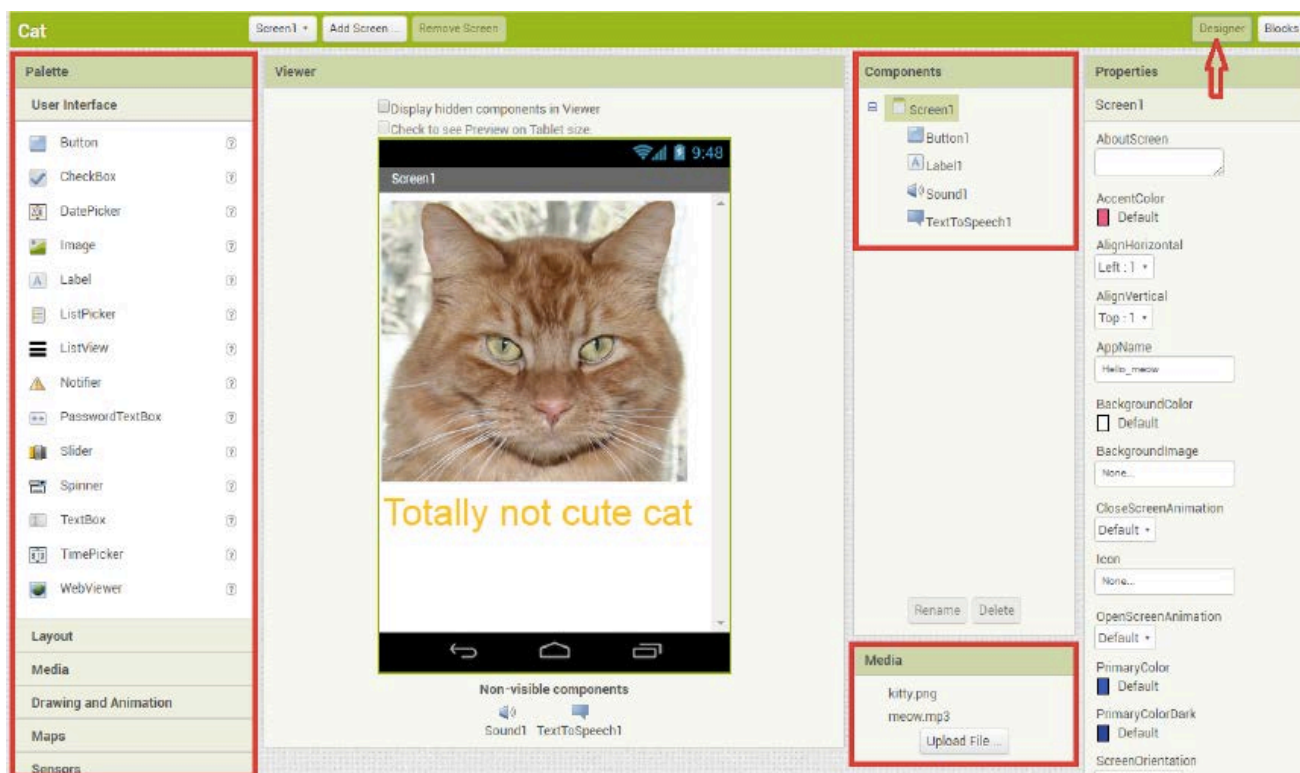 Cat
Screen1
Add Screen ...
Remove Screen
Designer
Blocks
Palette
User Interface
Button
CheckBox
DatePicker
Image
Label
ListPicker
ListView
Notifier
PasswordTextBox
Slider
Spinner
TextBox
TimePicker
WebViewer
Layout
Media
Drawing and Animation
Maps
Sensors
Viewer
Display hidden components in Viewer
Check to see Preview on Tablet size.
9:48
Screen1
Totally not cute cat
Non-visible components
Sound1 TextToSpeech1
Components
Screen1
Button1
Label1
Sound1
TextToSpeech1
Rename Delete
Media
kitty.png
meow.mp3
Upload File ...
Properties
Screen1
AboutScreen
AccentColor
Default
AlignHorizontal
Left : 1
AlignVertical
Top : 1
AppName
Hello_meow
BackgroundColor
Default
BackgroundImage
None...
CloseScreenAnimation
Default
Icon
None...
OpenScreenAnimation
Default
PrimaryColor
Default
PrimaryColorDark
Default
ScreenOrientation